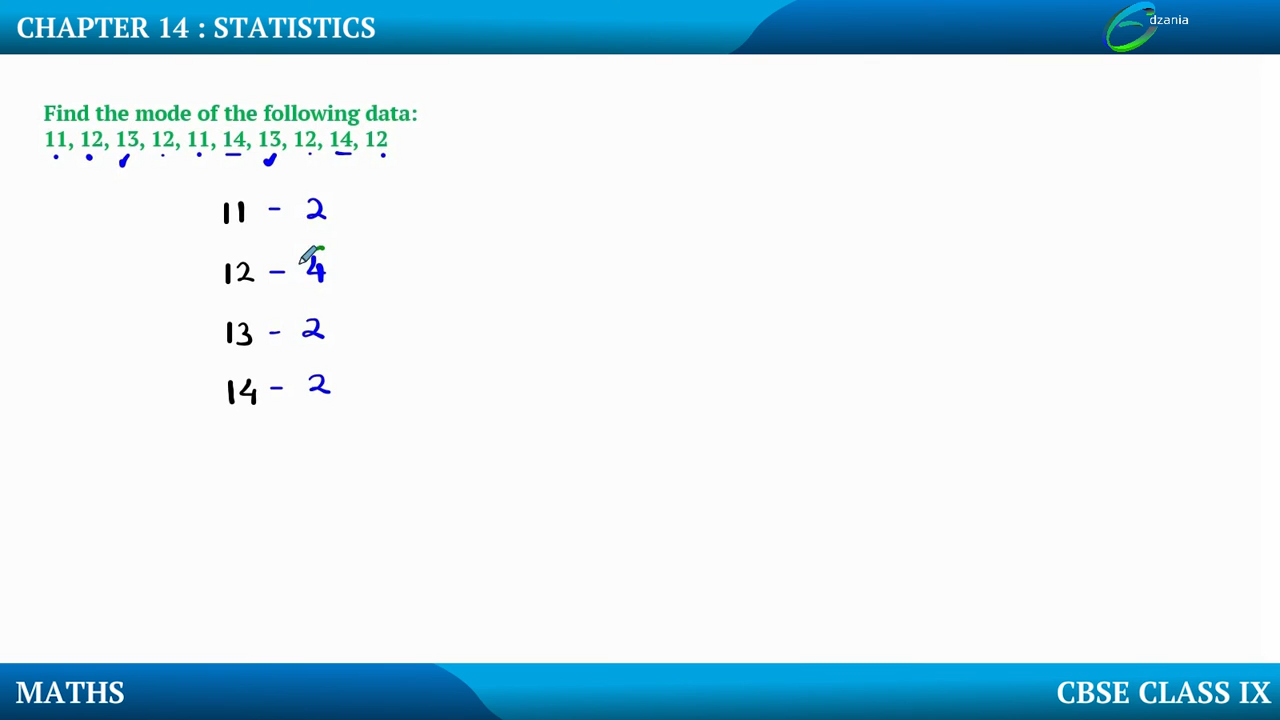 CHAPTER 14 : STATISTICS
dzania
Find the mode of the following data:
11, 12, 13, 12, 11, 14, 13, 12, 14, 12
11 - 2
12 - 4
13 - 2
14 - 2
MATHS
CBSE CLASS IX